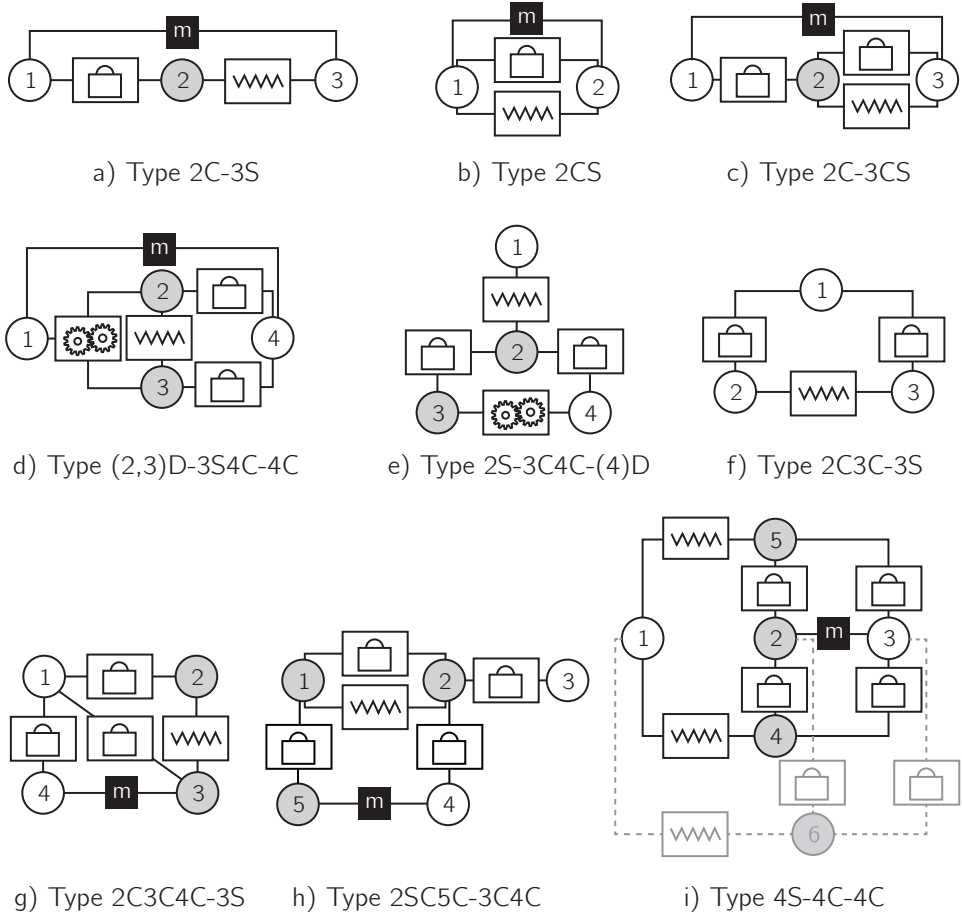 m
1 2 3
a) Type 2C-3S
m
1 2
b) Type 2CS
m
1 2 3
c) Type 2C-3CS
m
2
1 4
3
d) Type (2,3)D-3S4C-4C
1
2
3 4
e) Type 2S-3C4C-(4)D
1
2 3
f) Type 2C3C-3S
1 2
4 m 3
g) Type 2C3C4C-3S
1 2 3
5 m 4
h) Type 2SC5C-3C4C
5
1 2 m 3
4
6
i) Type 4S-4C-4C